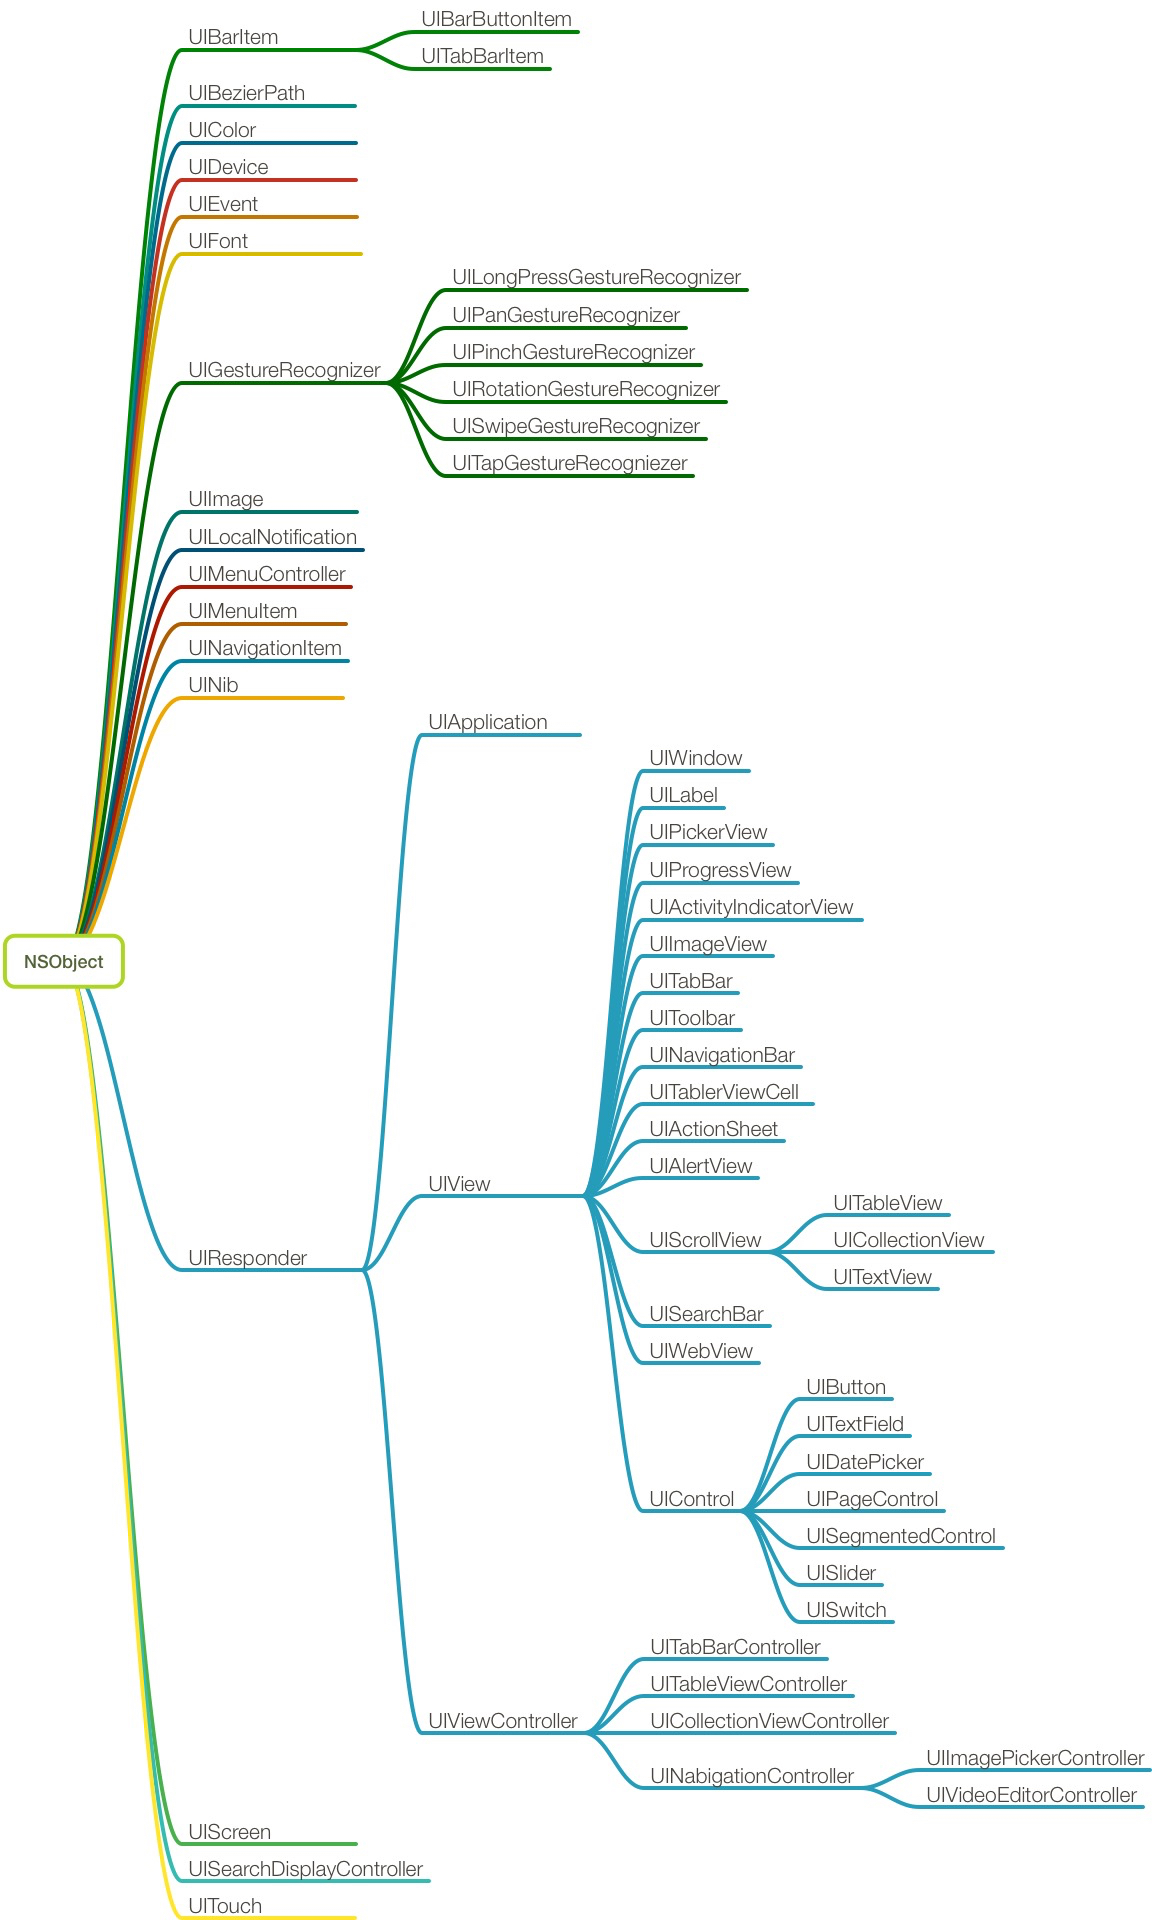 UIBarItem
UIBarButtonItem
UITabBarItem
UIBezierPath
UIColor
UIDevice
UIEvent
UIFont
UIGestureRecognizer
UILongPressGestureRecognizer
UIPanGestureRecognizer
UIPinchGestureRecognizer
UIRotationGestureRecognizer
UISwipeGestureRecognizer
UITapGestureRecogniezer
UIImage
UILocalNotification
UIMenuController
UIMenuItem
UINavigationItem
UINib
NSObject
UIResponder
UIApplication
UIView
UIWindow
UILabel
UIPickerView
UIProgressView
UIActivityIndicatorView
UIImageView
UITabBar
UIToolbar
UINavigationBar
UITablerViewCell
UIActionSheet
UIAlertView
UIScrollView
UITableView
UICollectionView
UITextView
UISearchBar
UIWebView
UIControl
UIButton
UITextField
UIDatePicker
UIPageControl
UISegmentedControl
UISlider
UISwitch
UIViewController
UITabBarController
UITableViewController
UICollectionViewController
UINabigationController
UIImagePickerController
UIVideoEditorController
UIScreen
UISearchDisplayController
UITouch